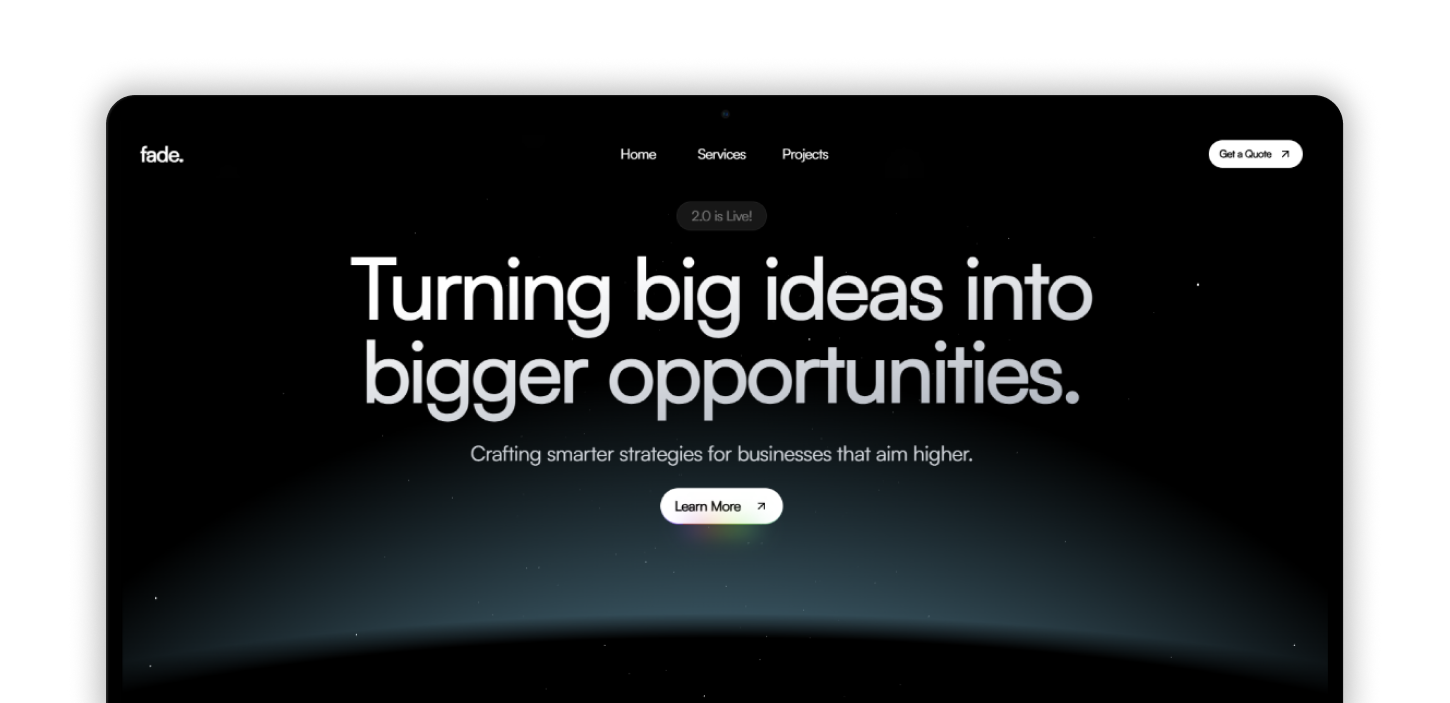 fade.
Home
Services
Projects
Get a Quote
2.0 is Live!
Turning big ideas into
bigger opportunities.
Crafting smarter strategies for businesses that aim higher.
Learn More